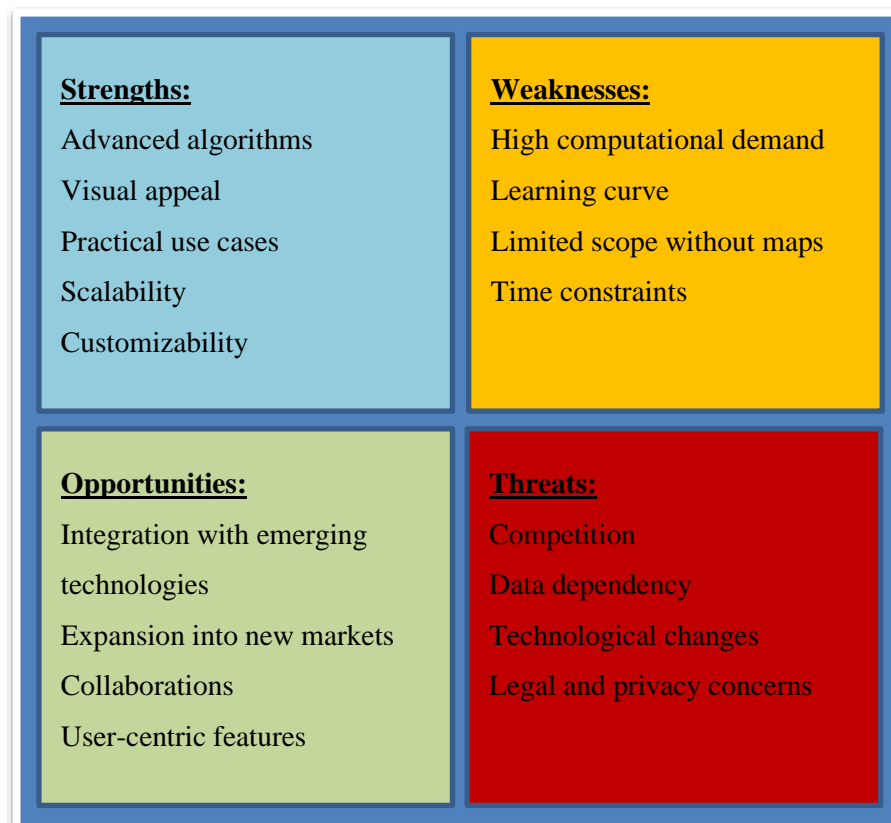 Strengths:
Advanced algorithms
Visual appeal
Practical use cases
Scalability
Customizability
Weaknesses:
High computational demand
Learning curve
Limited scope without maps
Time constraints
Opportunities:
Integration with emerging
technologies
Expansion into new markets
Collaborations
User-centric features
Threats:
Competition
Data dependency
Technological changes
Legal and privacy concerns